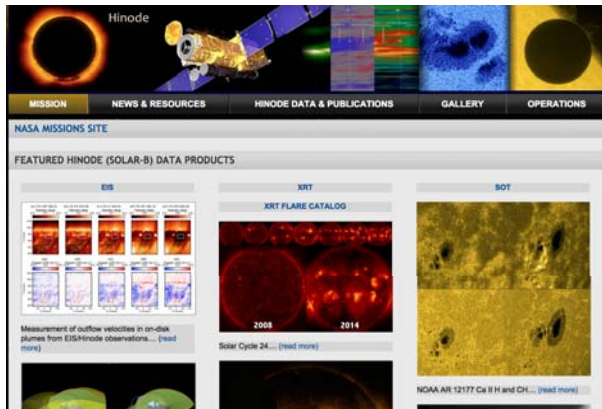 Hinode
MISSION NEWS & RESOURCES HINODE DATA & PUBLICATIONS GALLERY OPERATIONS
NASA MISSIONS SITE
FEATURED HINODE (SOLAR-B) DATA PRODUCTS
EIS
Measurement of outflow velocities in on-disk
plumes from EIS/Hinode observations.... (read
more)
XRT
XRT FLARE CATALOG
2008 2014
Solar Cycle 24.... (read more)
SOT
NOAA AR 12177 Ca II H and CH.... (read more)